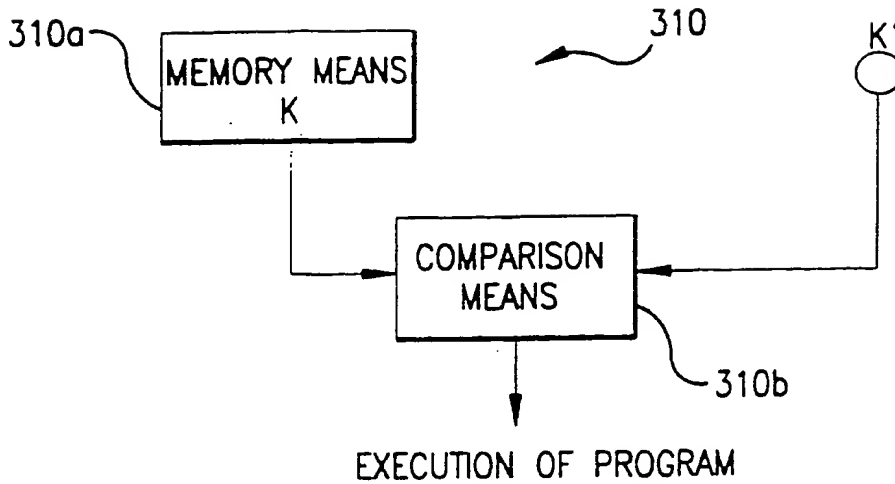 310a
MEMORY MEANS
K
310
K'
COMPARISON
MEANS
310b
EXECUTION OF PROGRAM